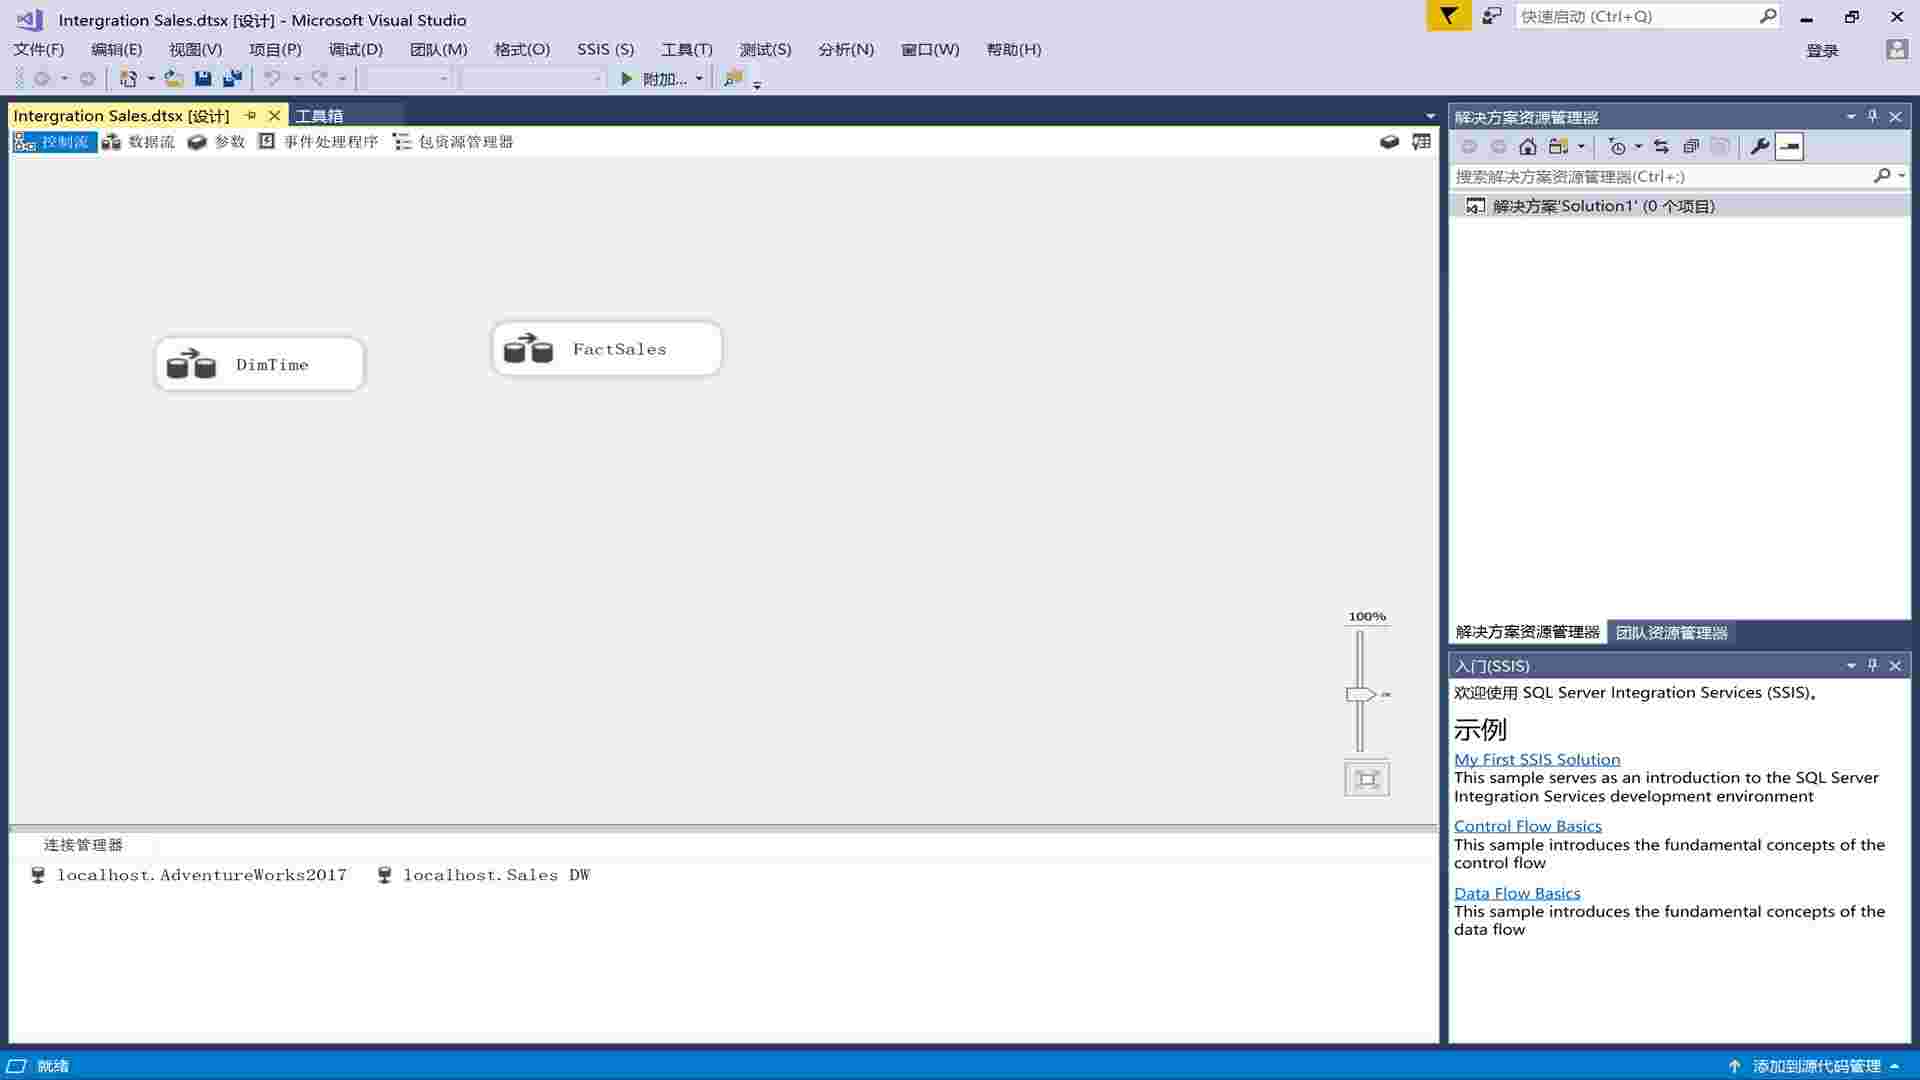 Intergration Sales.dtsx [设计] - Microsoft Visual Studio
快速启动 (Ctrl+Q)
文件(F) 编辑(E) 视图(V) 项目(P) 调试(D) 团队(M) 格式(O) SSIS (S) 工具(T) 测试(S) 分析(N) 窗口(W) 帮助(H)
登录
附加...
Intergration Sales.dtsx [设计]
工具箱
控制流 数据流 参数 事件处理程序 包资源管理器
DimTime
FactSales
100%
连接管理器
localhost.AdventureWorks2017
localhost.Sales DW
解决方案资源管理器
搜索解决方案资源管理器(Ctrl+;)
解决方案'Solution1' (0 个项目)
解决方案资源管理器 团队资源管理器
入门(SSIS)
欢迎使用 SQL Server Integration Services (SSIS)。
示例
My First SSIS Solution
This sample serves as an introduction to the SQL Server
Integration Services development environment
Control Flow Basics
This sample introduces the fundamental concepts of the
control flow
Data Flow Basics
This sample introduces the fundamental concepts of the
data flow
就绪
添加到源代码管理